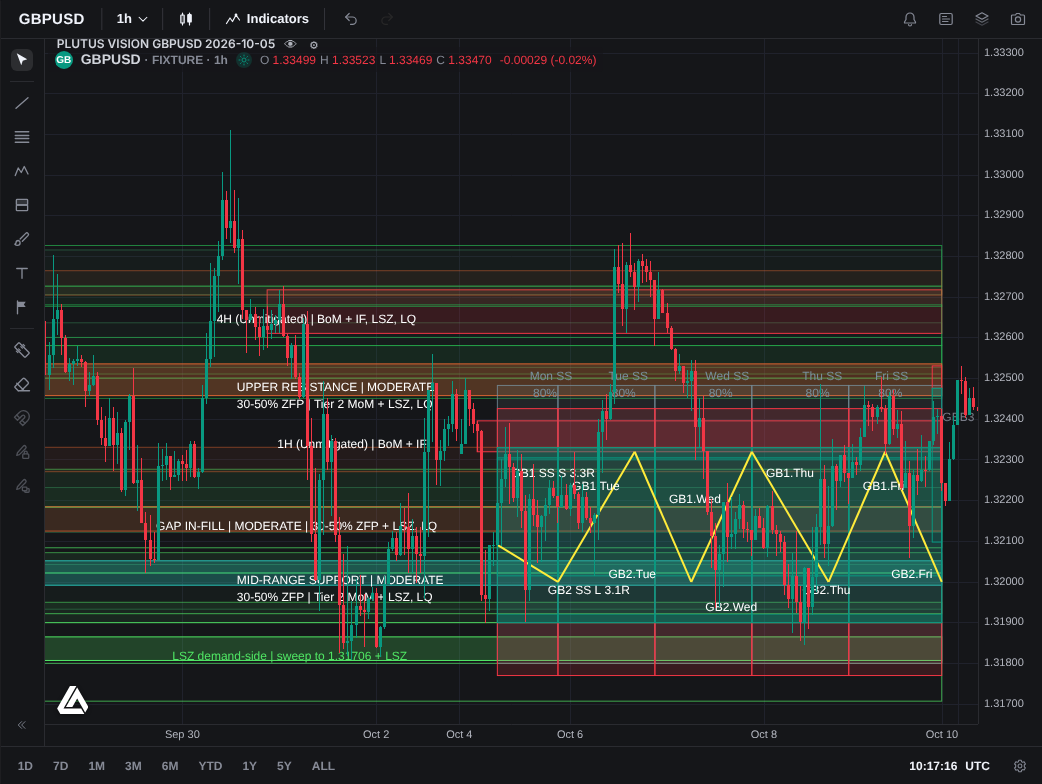 GBPUSD 1h Indicators
PLUTUS VISION GBPUSD 2026-10-05
GB GBPUSD · FIXTURE · 1h O 1.33499 H 1.33523 L 1.33469 C 1.33470 -0.00029 (-0.02%)
1.33300
1.33200
1.33100
1.33000
1.32900
1.32800
1.32700
4H (Unmitigated) | BoM + IF, LSZ, LQ
1.32600
Mon SS Tue SS Wed SS Thu SS Fri SS
1.32500
UPPER RESISTANCE | MODERATE
80% 80% 80% 80% 80%
30-50% ZFP | Tier 2 MoM + LSZ, LQ
1.32400
1H (Unmitigated) | BoM + IF
1.32300
GB1 SS S 3.3R GB1.Thu
GB1 Tue GB1.Fri
GB1.Wed 1.32200
GAP IN-FILL | MODERATE | 30-50% ZFP + LSZ, LQ
1.32100
GB2.Tue GB2.Fri
MID-RANGE SUPPORT | MODERATE 1.32000
GB2 SS L 3.1R GB2.Thu
30-50% ZFP | Tier 2 MoM + LSZ, LQ
GB2.Wed
1.31900
LSZ demand-side | sweep to 1.31706 + LSZ
1.31800
1.31700
Sep 30 Oct 2 Oct 4 Oct 6 Oct 8 Oct 10
1D 7D 1M 3M 6M YTD 1Y 5Y ALL 10:17:16 UTC